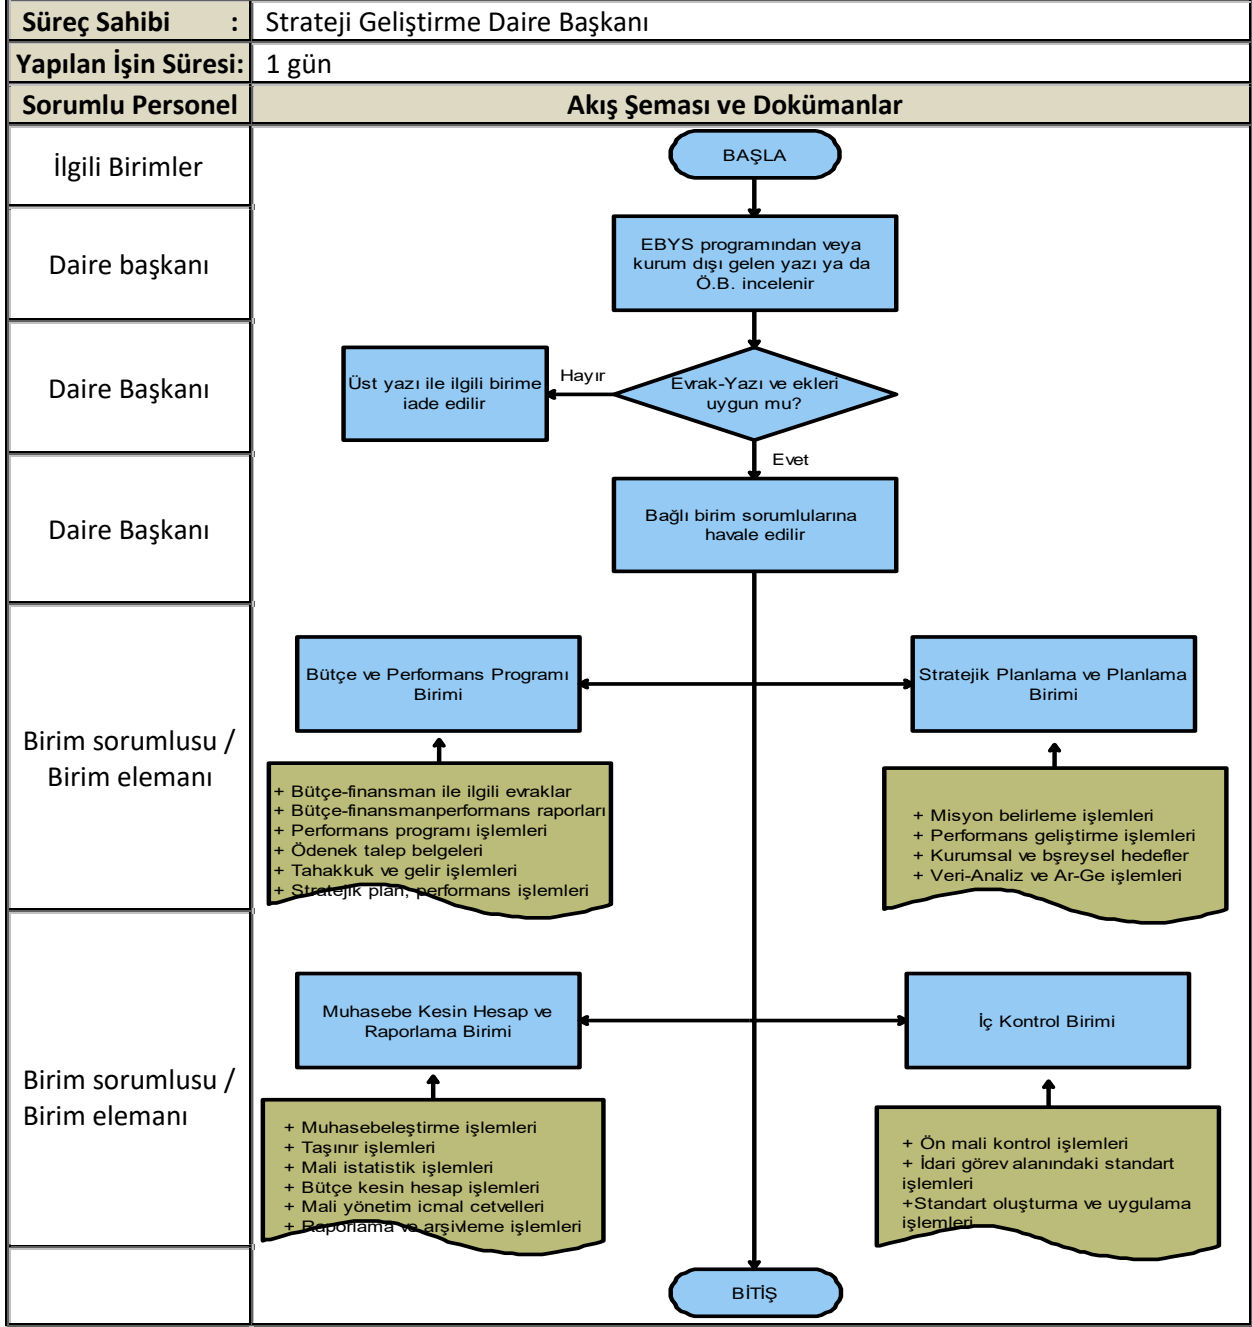 Süreç Sahibi :
Strateji Geliştirme Daire Başkanı
Yapılan İşin Süresi:
1 gün
Sorumlu Personel
Akış Şeması ve Dokümanlar
İlgili Birimler
BAŞLA
Daire başkanı
EBYS programından veya
kurum dışı gelen yazı ya da
Ö.B. incelenir
Daire Başkanı
Üst yazı ile ilgili birime
iade edilir
Hayır
Evrak-Yazı ve ekleri
uygun mu?
Evet
Daire Başkanı
Bağlı birim sorumlularına
havale edilir
Birim sorumlusu /
Birim elemanı
Bütçe ve Performans Programı
Birimi
Stratejik Planlama ve Planlama
Birimi
+ Bütçe-finansman ile ilgili evraklar
+ Bütçe-finansmanperformans raporları
+ Performans programı işlemleri
+ Ödenek talep belgeleri
+ Tahakkuk ve gelir işlemleri
+ Stratejik plan, performans işlemleri
+ Misyon belirleme işlemleri
+ Performans geliştirme işlemleri
+ Kurumsal ve bşreysel hedefler
+ Veri-Analiz ve Ar-Ge işlemleri
Birim sorumlusu /
Birim elemanı
Muhasebe Kesin Hesap ve
Raporlama Birimi
İç Kontrol Birimi
+ Muhasebeleştirme işlemleri
+ Taşınır işlemleri
+ Mali istatistik işlemleri
+ Bütçe kesin hesap işlemleri
+ Mali yönetim icmal cetvelleri
+ Raporlama ve arşivleme işlemleri
+ Ön mali kontrol işlemleri
+ İdari görev alanındaki standart
işlemleri
+Standart oluşturma ve uygulama
işlemleri
BİTİŞ